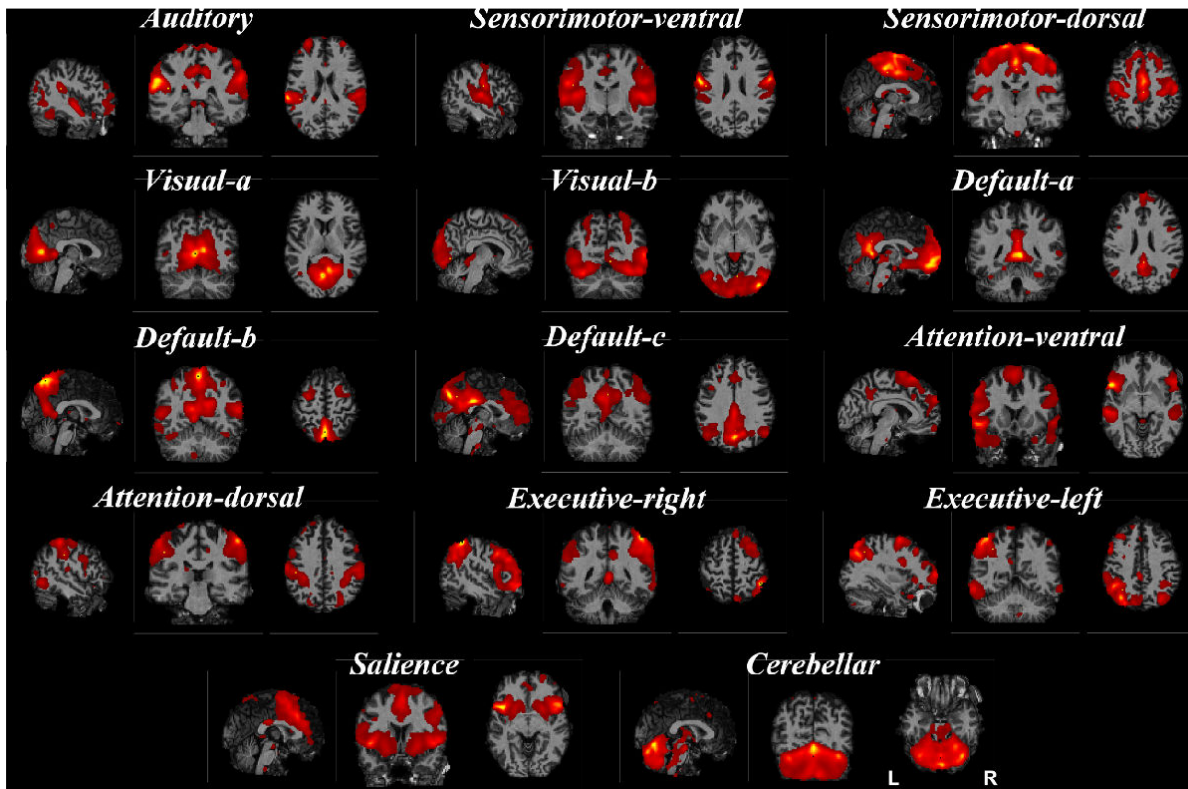 Auditory
Sensorimotor-ventral
Sensorimotor-dorsal
Visual-a
Visual-b
Default-a
Default-b
Default-c
Attention-ventral
Attention-dorsal
Executive-right
Executive-left
Salience
Cerebellar
L
R